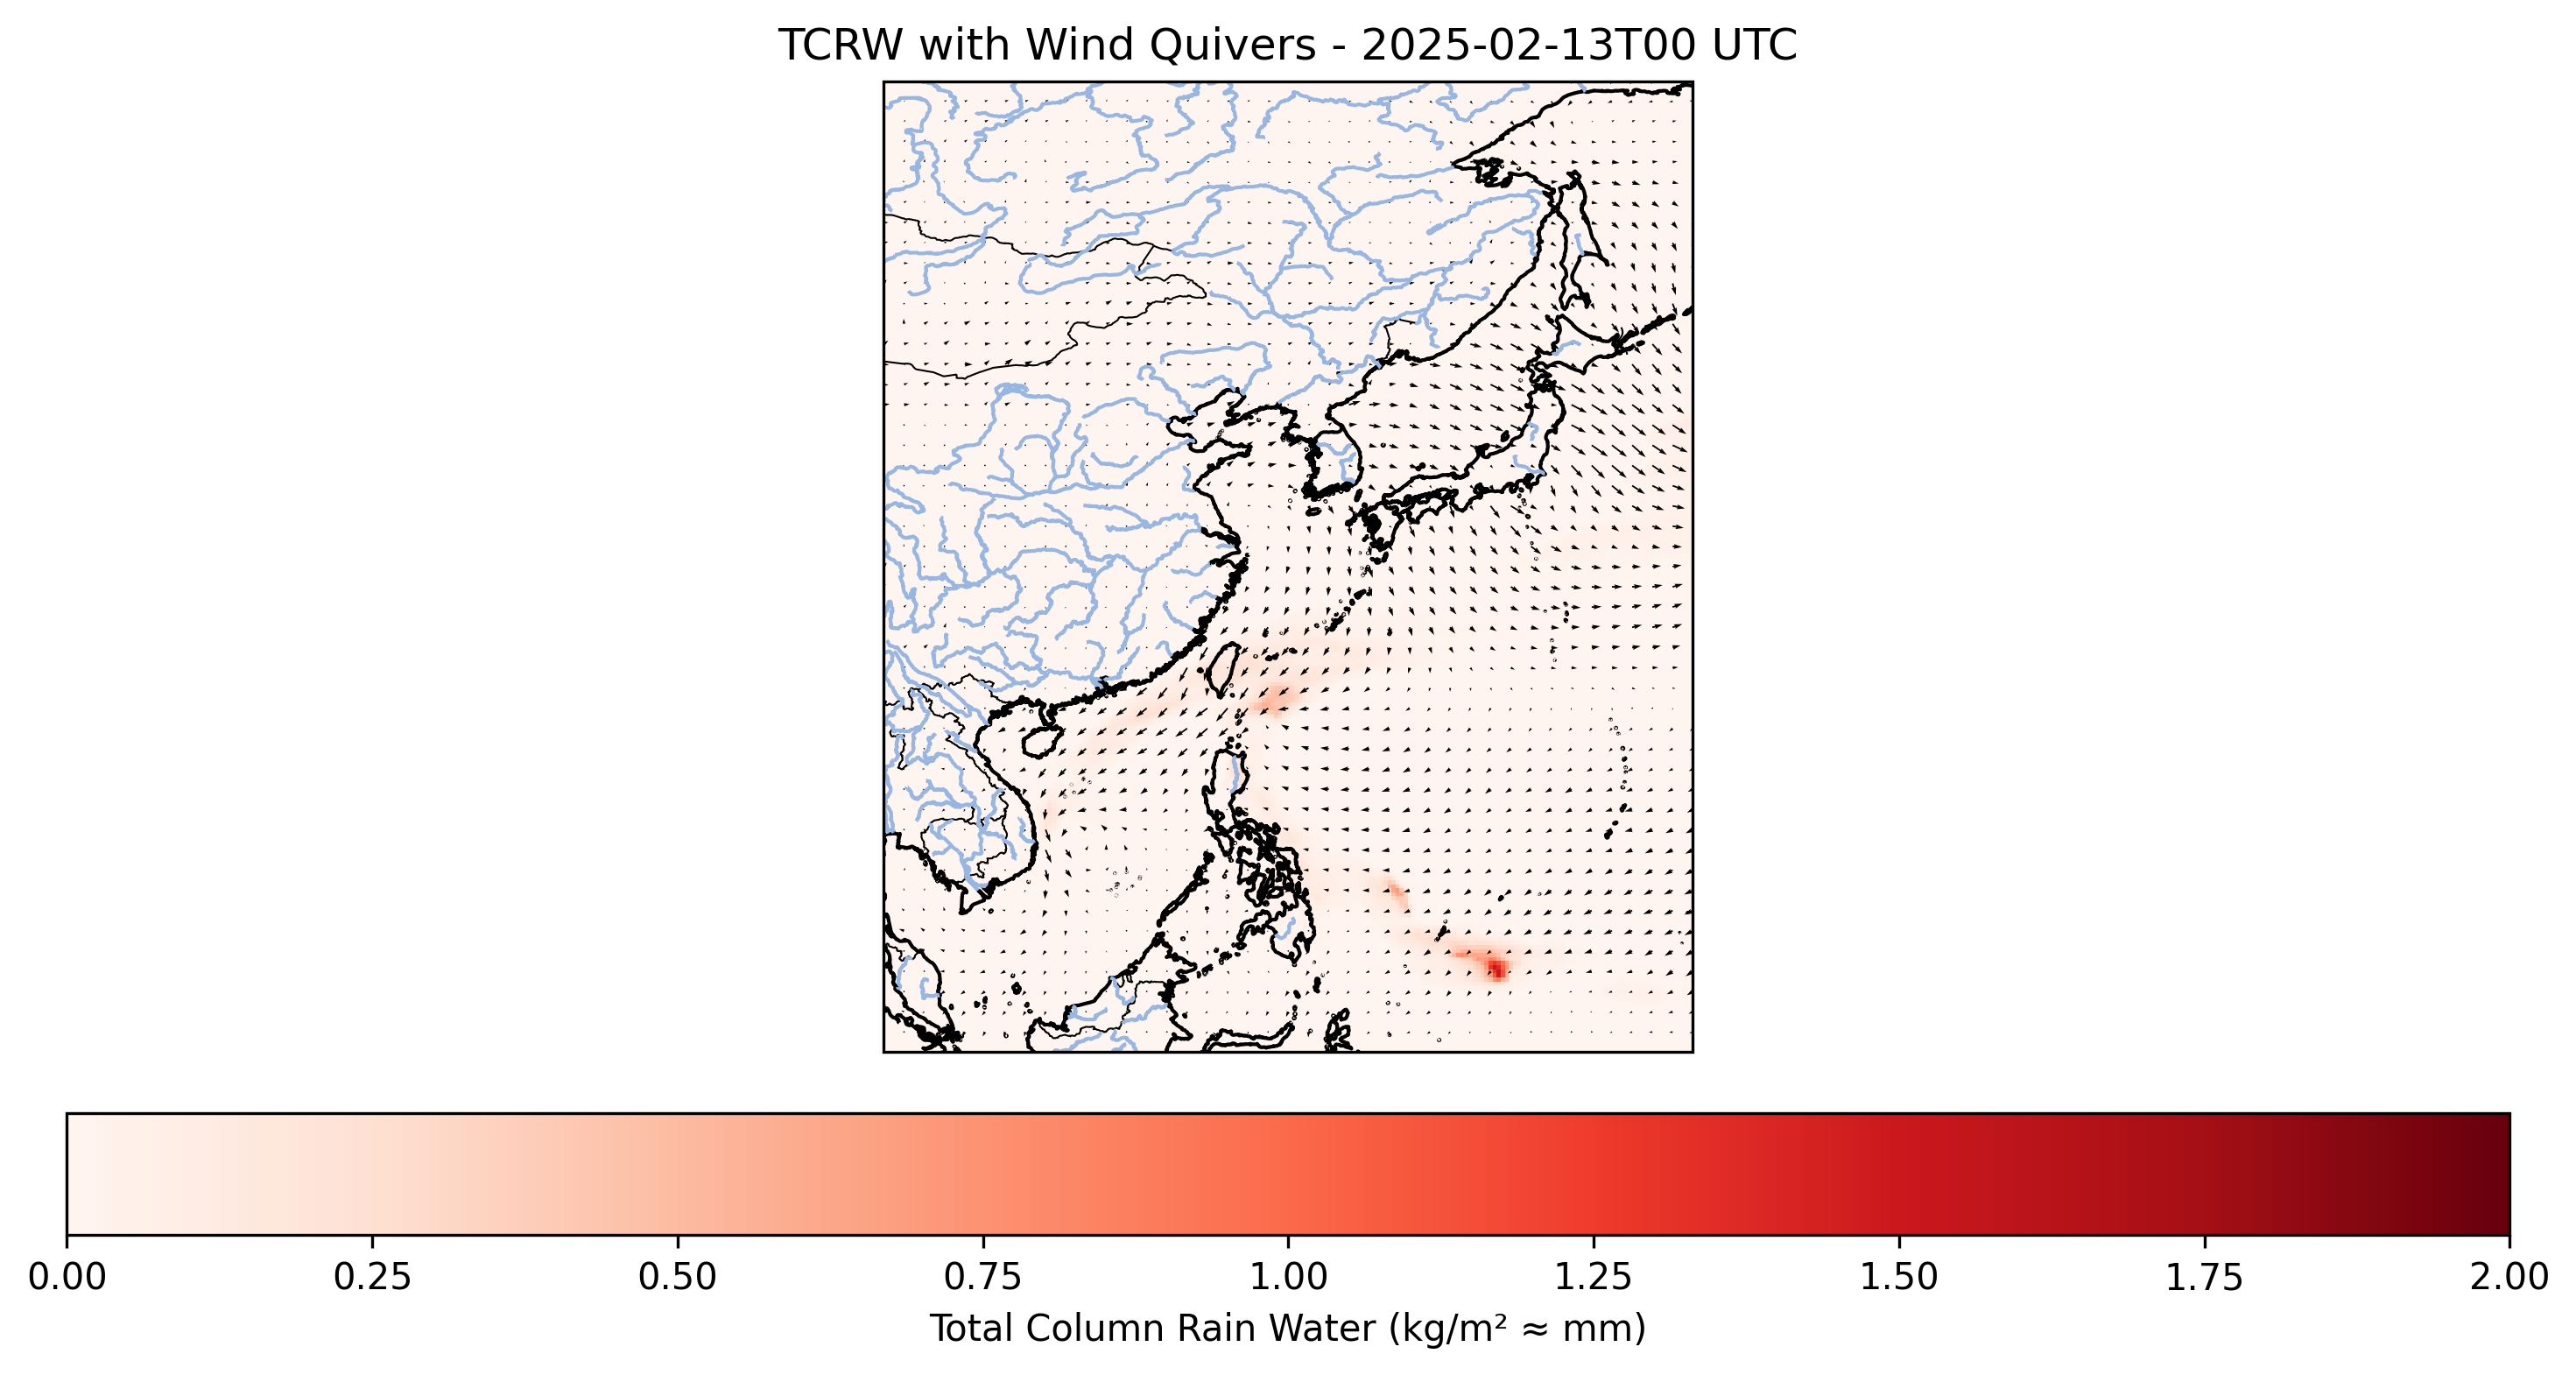 TCRW with Wind Quivers - 2025-02-13T00 UTC
0.00 0.25 0.50 0.75 1.00 1.25 1.50 1.75 2.00
Total Column Rain Water (kg/m² ≈ mm)